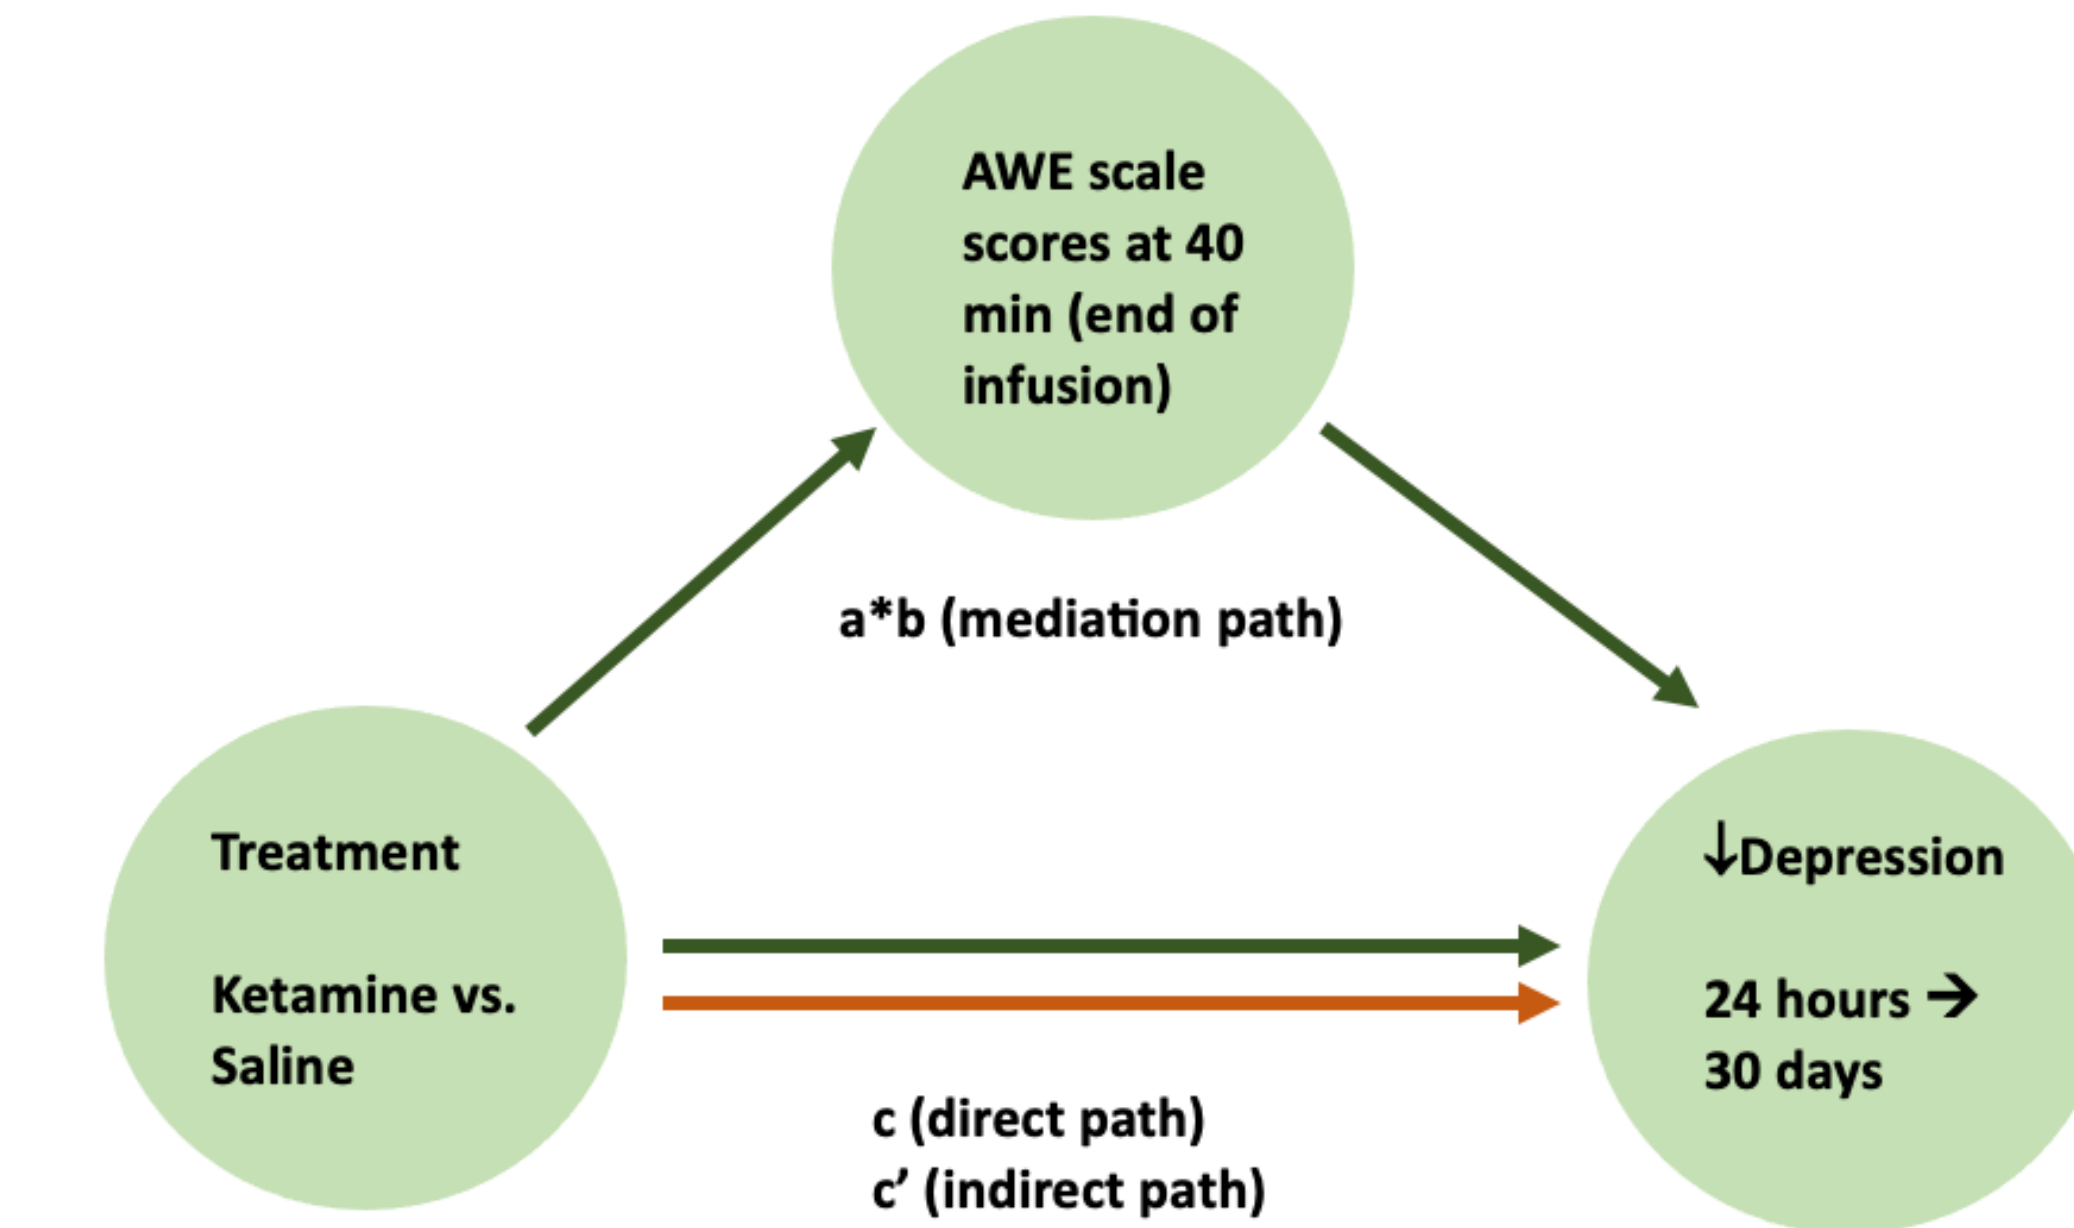 AWE scale
scores at 40
min (end of
infusion)
a*b (mediation path)
Treatment
Ketamine vs.
Saline
↓Depression
24 hours →
30 days
c (direct path)
c’ (indirect path)